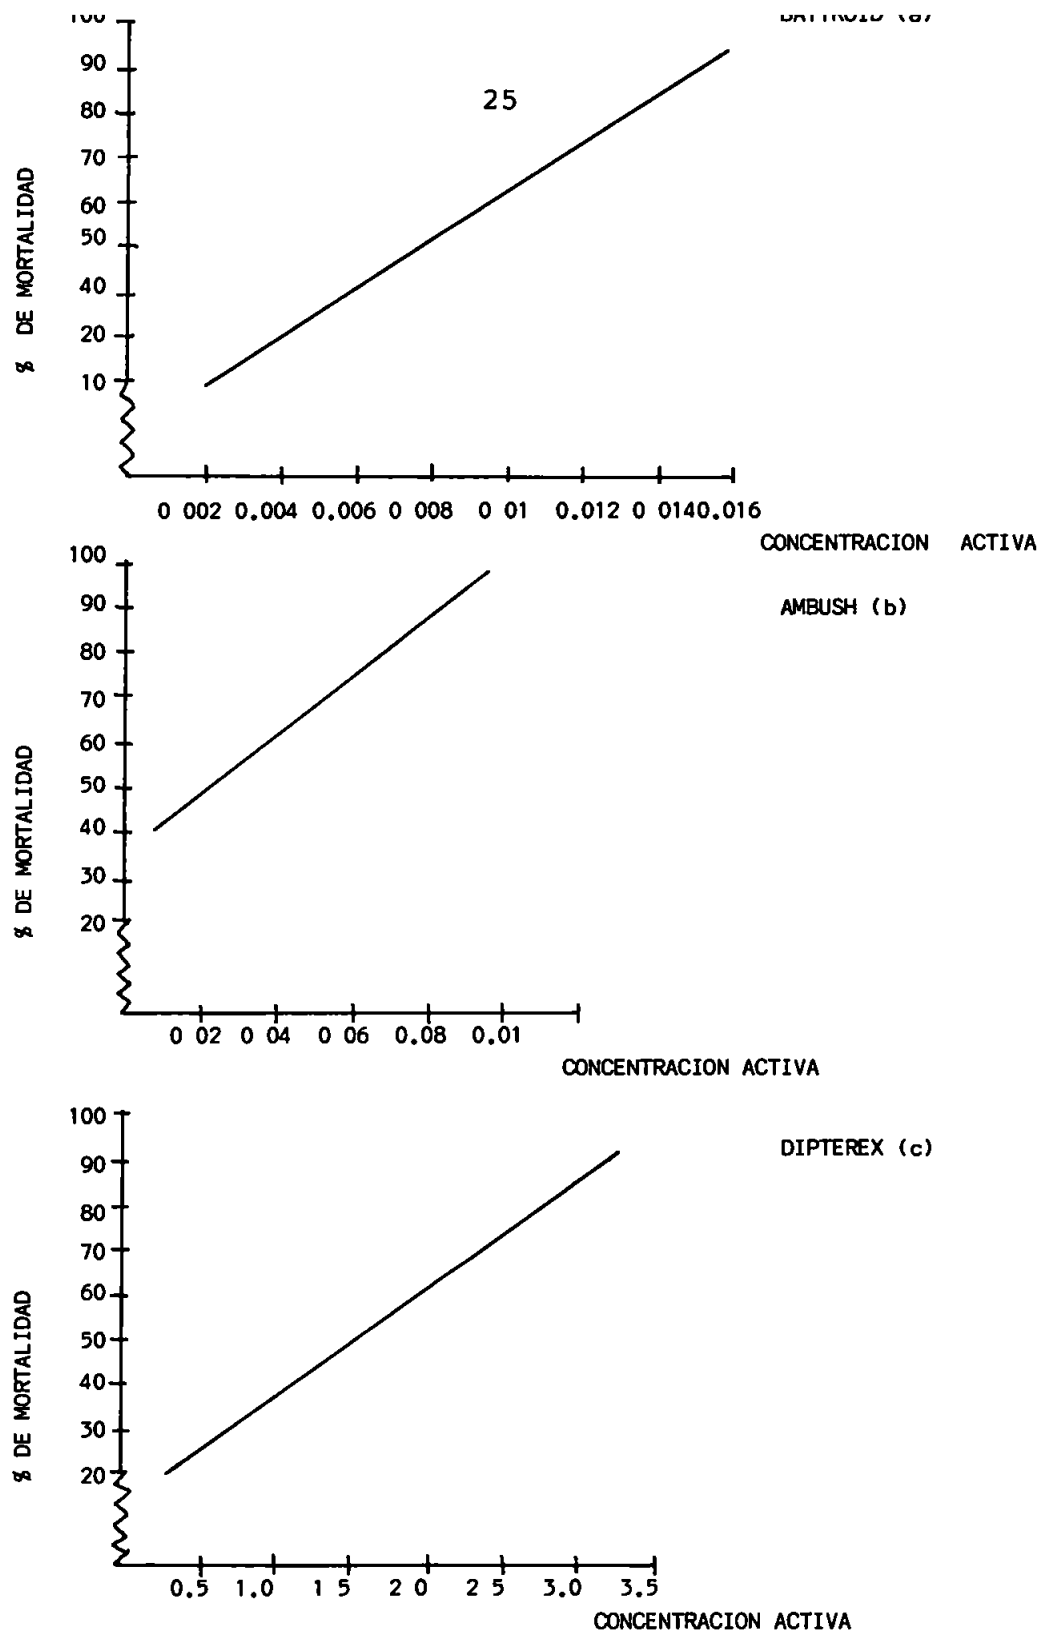 100 BAYTROID (a)
90
25
80
70
60
50
40
20
10
% DE MORTALIDAD
0 002 0.004 0.006 0 008 0 01 0.012 0 014 0.016
CONCENTRACION ACTIVA
100
90
AMBUSH (b)
80
70
60
50
40
30
20
% DE MORTALIDAD
0 02 0 04 0 06 0.08 0.01
CONCENTRACION ACTIVA
100
DIPTEREX (c)
90
80
70
60
50
40
30
20
% DE MORTALIDAD
0.5 1.0 1 5 2 0 2 5 3.0 3.5
CONCENTRACION ACTIVA